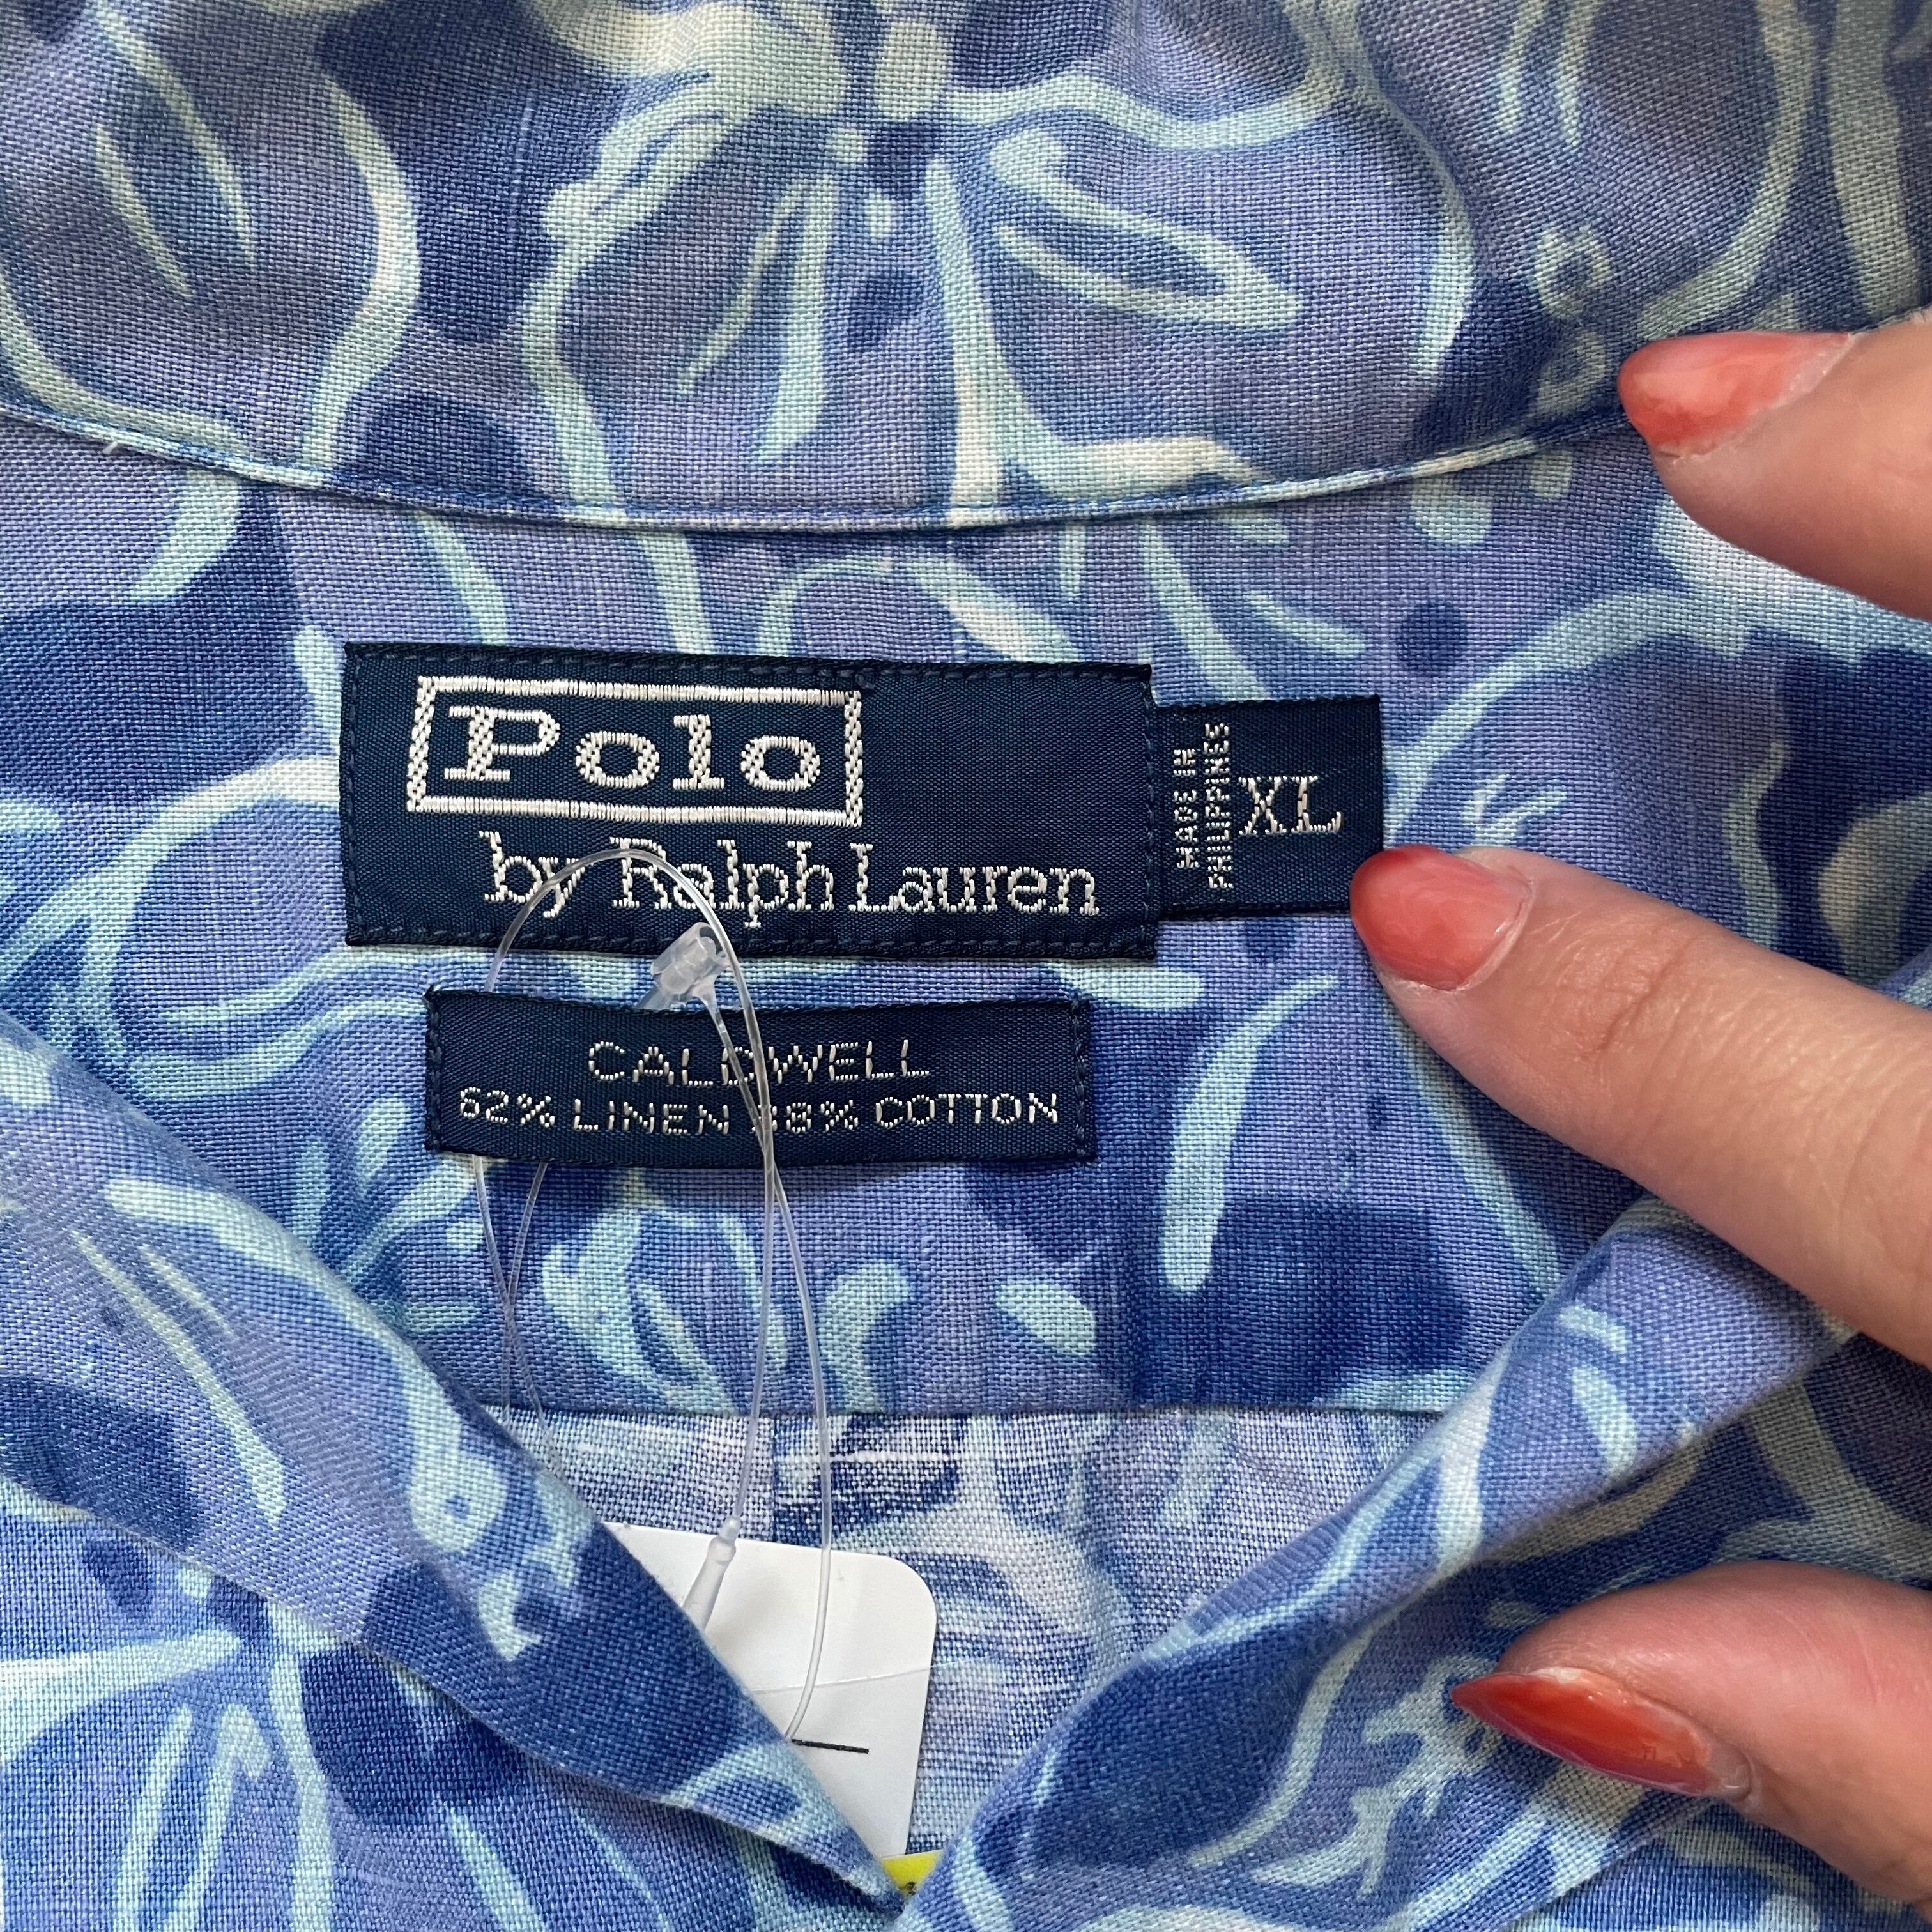 Polo
by Ralph Lauren
MADE IN
PHILIPPINES
XL
CALDWELL
62% LINEN 38% COTTON